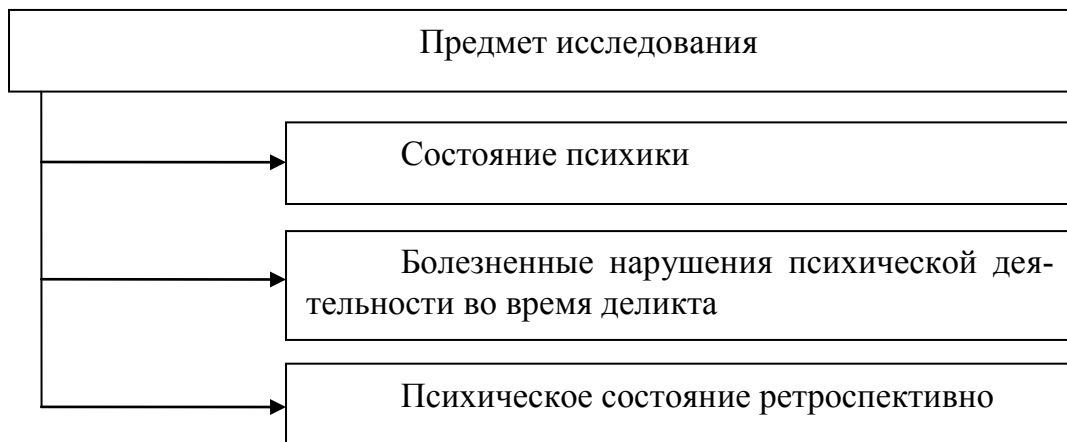 Предмет исследования
Состояние психики
Болезненные нарушения психической дея-
тельности во время деликта
Психическое состояние ретроспективно